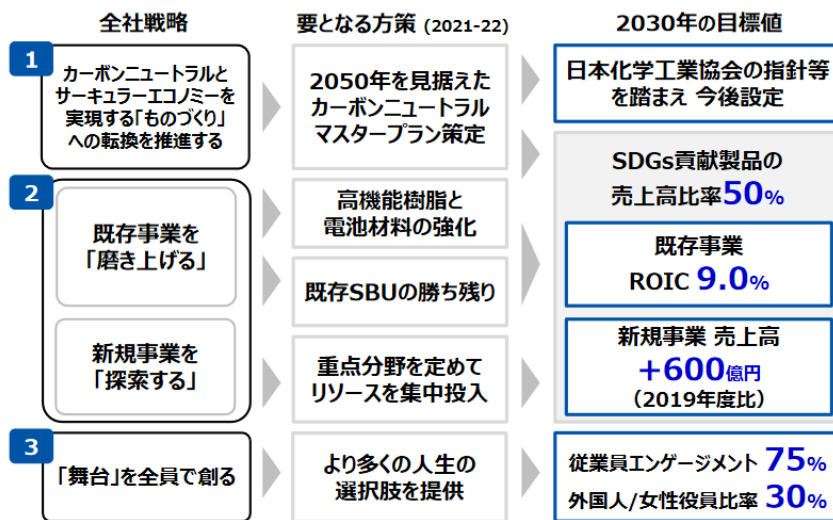 全社戦略
要となる方策 (2021-22)
2030年の目標値
1
カーボンニュートラルと
サーキュラーエコノミーを
実現する「ものづくり」
への転換を推進する
2050年を見据えた
カーボンニュートラル
マスタープラン策定
日本化学工業協会の指針等
を踏まえ 今後設定
SDGs貢献製品の
売上高比率50%
2
既存事業を
「磨き上げる」
高機能樹脂と
電池材料の強化
既存SBUの勝ち残り
既存事業
ROIC 9.0%
新規事業を
「探索する」
重点分野を定めて
リソースを集中投入
新規事業 売上高
+600億円
(2019年度比)
3
「舞台」を全員で創る
より多くの人生の
選択肢を提供
従業員エンゲージメント 75%
外国人/女性役員比率 30%